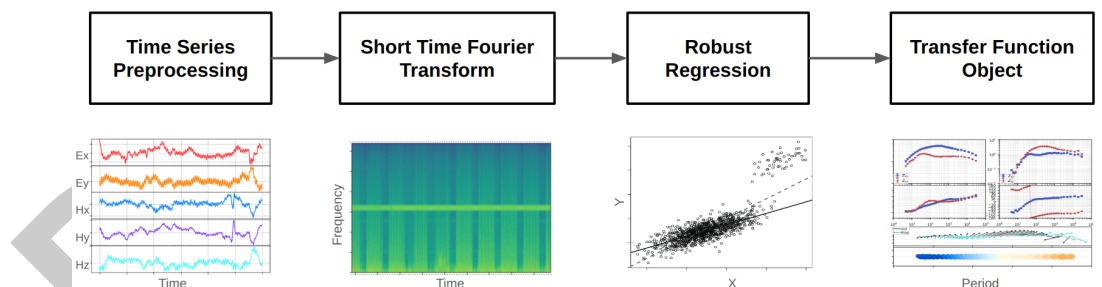 Time Series
Preprocessing
Short Time Fourier
Transform
Robust
Regression
Transfer Function
Object
Ex
Ey
Hx
Hy
Hz
Time
Frequency
Time
Y
X
Period